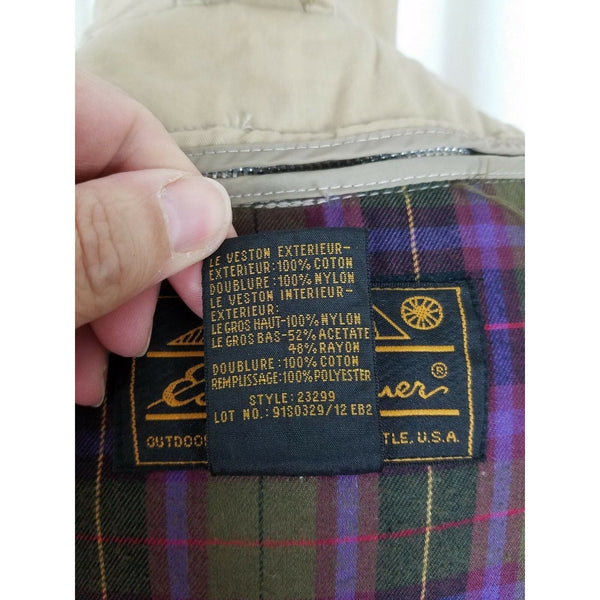 LE VESTON EXTERIEUR-
EXTERIEUR: 100% COTON
DOUBLURE: 100% NYLON
LE VESTON INTERIEUR-
EXTERIEUR:
LE GROS HAUT-100% NYLON
LE GROS BAS-52% ACETATE
48% RAYON
DOUBLURE: 100% COTON
REMPLISSAGE: 100% POLYESTER
STYLE: 23299
LOT NO.: 91S0329/12 EB2
®
U.S.A.